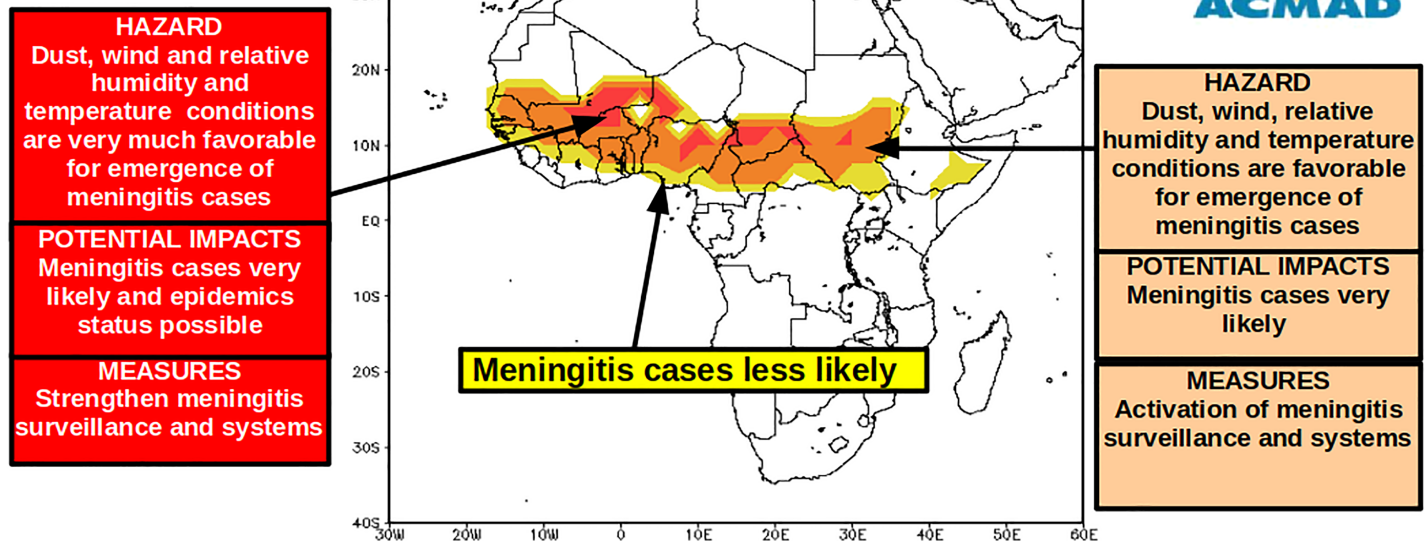 HAZARD
Dust, wind and relative
humidity and
temperature conditions
are very much favorable
for emergence of
meningitis cases
POTENTIAL IMPACTS
Meningitis cases very
likely and epidemics
status possible
MEASURES
Strengthen meningitis
surveillance and systems
ACMAD
HAZARD
Dust, wind, relative
humidity and temperature
conditions are favorable
for emergence of
meningitis cases
POTENTIAL IMPACTS
Meningitis cases very
likely
MEASURES
Activation of meningitis
surveillance and systems
Meningitis cases less likely
20N
10N
EQ
10S
20S
30S
40S
30W 20W 10W 0 10E 20E 30E 40E 50E 60E